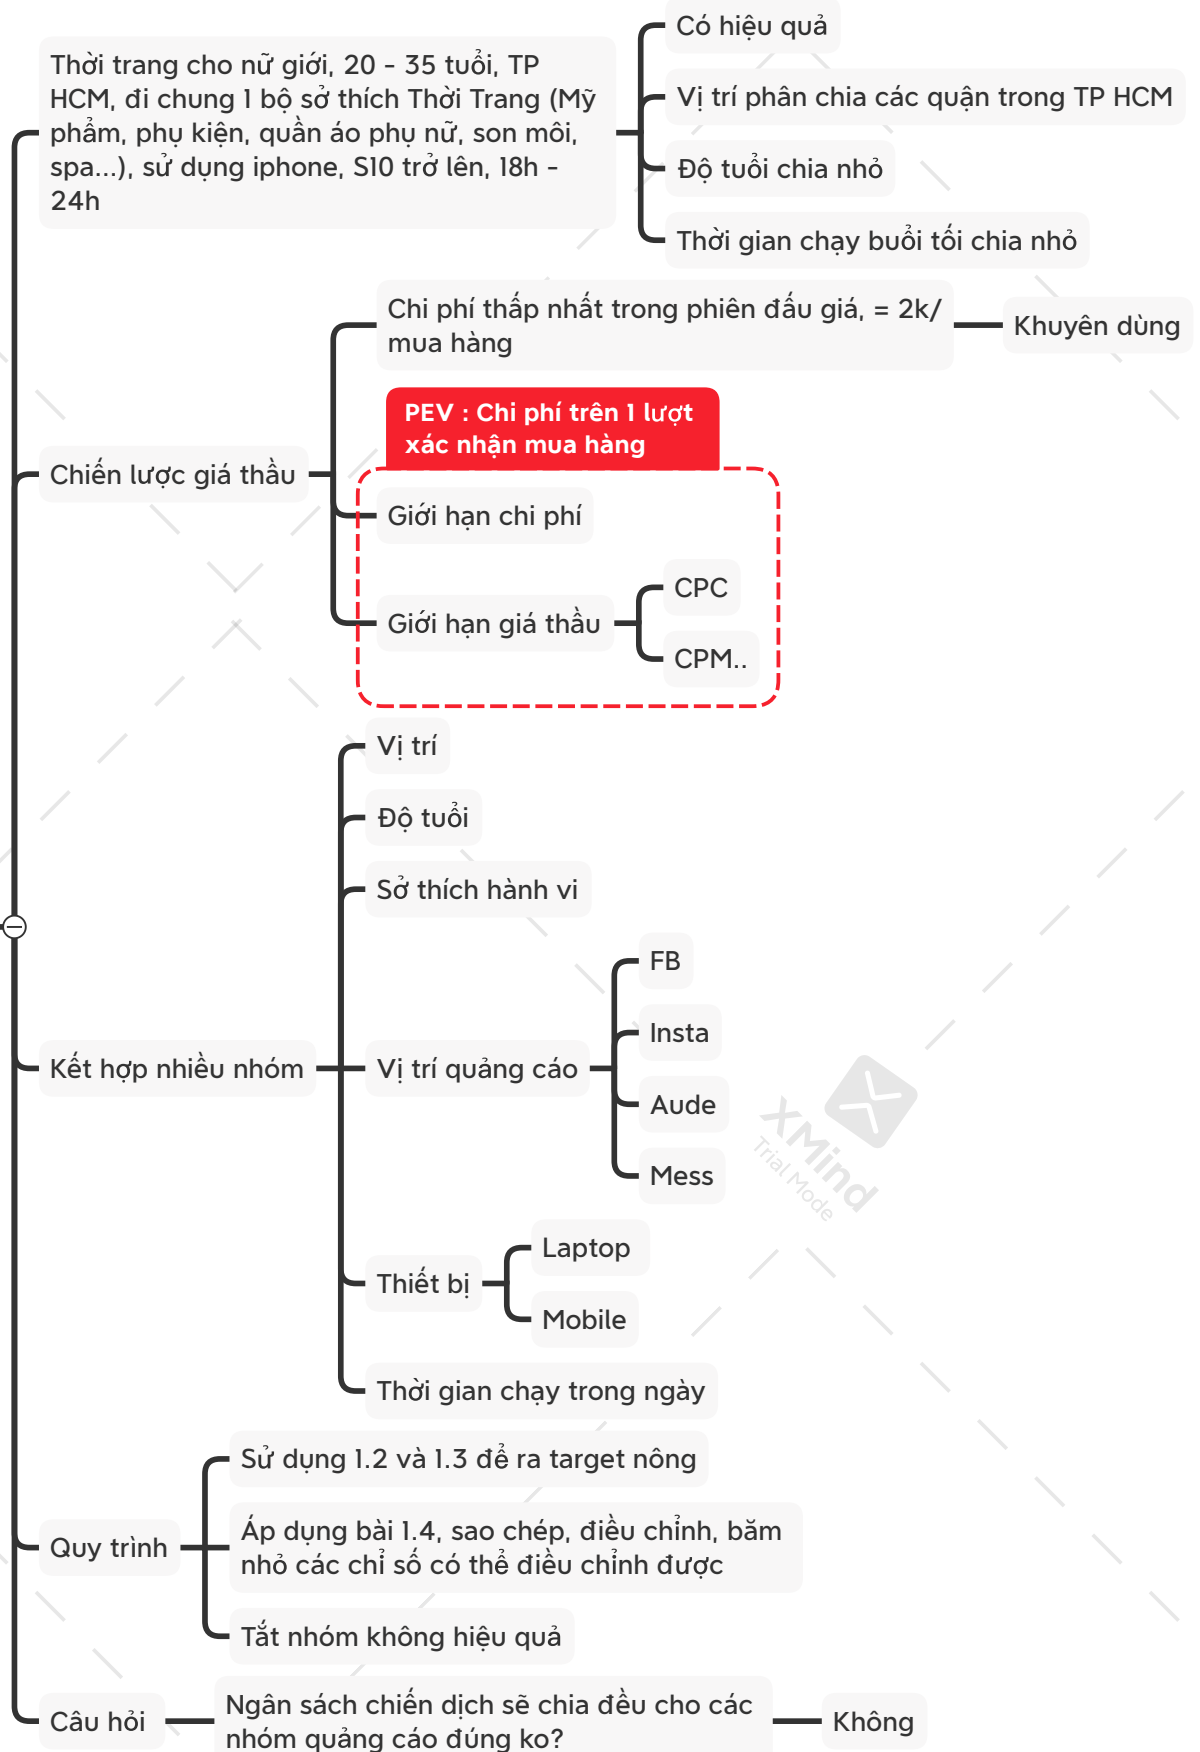 Có hiệu quả
Thời trang cho nữ giới, 20 - 35 tuổi, TP
HCM, đi chung 1 bộ sở thích Thời Trang (Mỹ
phẩm, phụ kiện, quần áo phụ nữ, son môi,
spa...), sử dụng iphone, S10 trở lên, 18h -
24h
Vị trí phân chia các quận trong TP HCM
Độ tuổi chia nhỏ
Thời gian chạy buổi tối chia nhỏ
Chi phí thấp nhất trong phiên đấu giá, = 2k/
mua hàng
Khuyên dùng
PEV : Chi phí trên 1 lượt
xác nhận mua hàng
Chiến lược giá thầu
Giới hạn chi phí
Giới hạn giá thầu
CPC
CPM..
Vị trí
Độ tuổi
Sở thích hành vi
Kết hợp nhiều nhóm
Vị trí quảng cáo
FB
Insta
Aude
Mess
Thiết bị
Laptop
Mobile
Thời gian chạy trong ngày
XMind
Trial Mode
Quy trình
Sử dụng 1.2 và 1.3 để ra target nông
Áp dụng bài 1.4, sao chép, điều chỉnh, băm
nhỏ các chỉ số có thể điều chỉnh được
Tắt nhóm không hiệu quả
Câu hỏi
Ngân sách chiến dịch sẽ chia đều cho các
nhóm quảng cáo đúng ko?
Không